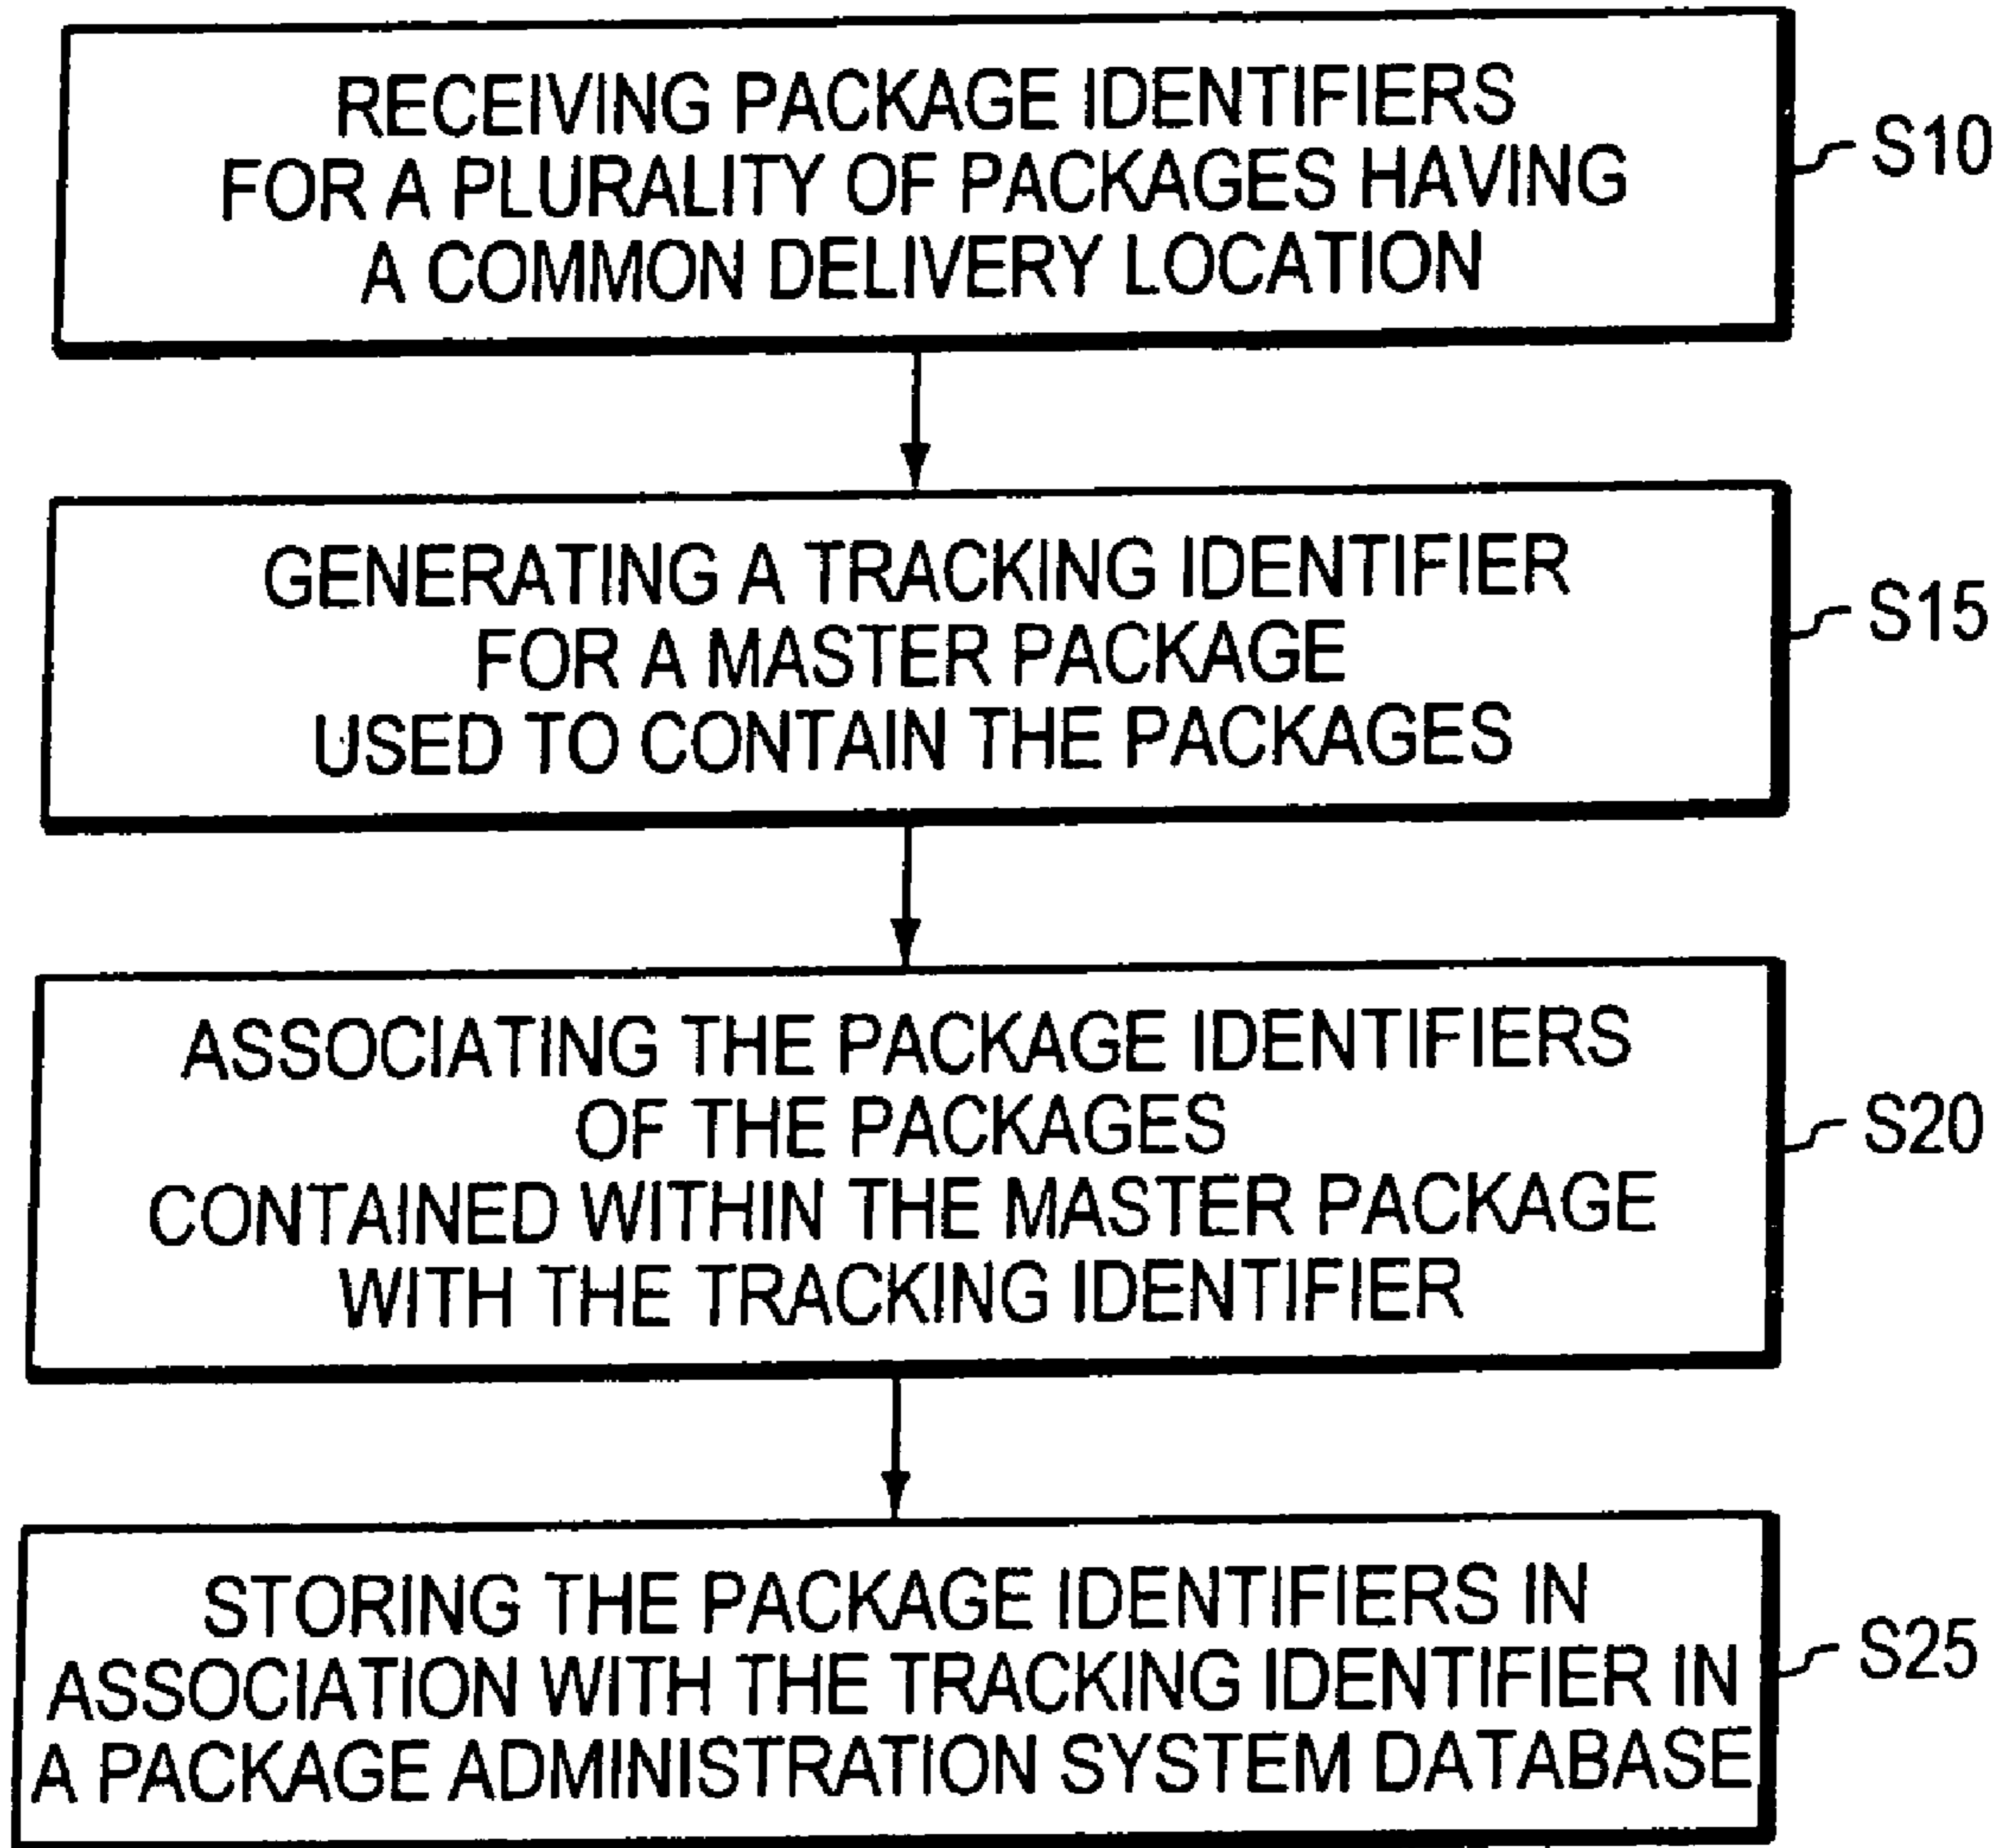 RECEIVING PACKAGE IDENTIFIERS
FOR A PLURALITY OF PACKAGES HAVING
A COMMON DELIVERY LOCATION
S10
GENERATING A TRACKING IDENTIFIER
FOR A MASTER PACKAGE
USED TO CONTAIN THE PACKAGES
S15
ASSOCIATING THE PACKAGE IDENTIFIERS
OF THE PACKAGES
CONTAINED WITHIN THE MASTER PACKAGE
WITH THE TRACKING IDENTIFIER
S20
STORING THE PACKAGE IDENTIFIERS IN
ASSOCIATION WITH THE TRACKING IDENTIFIER IN
A PACKAGE ADMINISTRATION SYSTEM DATABASE
S25